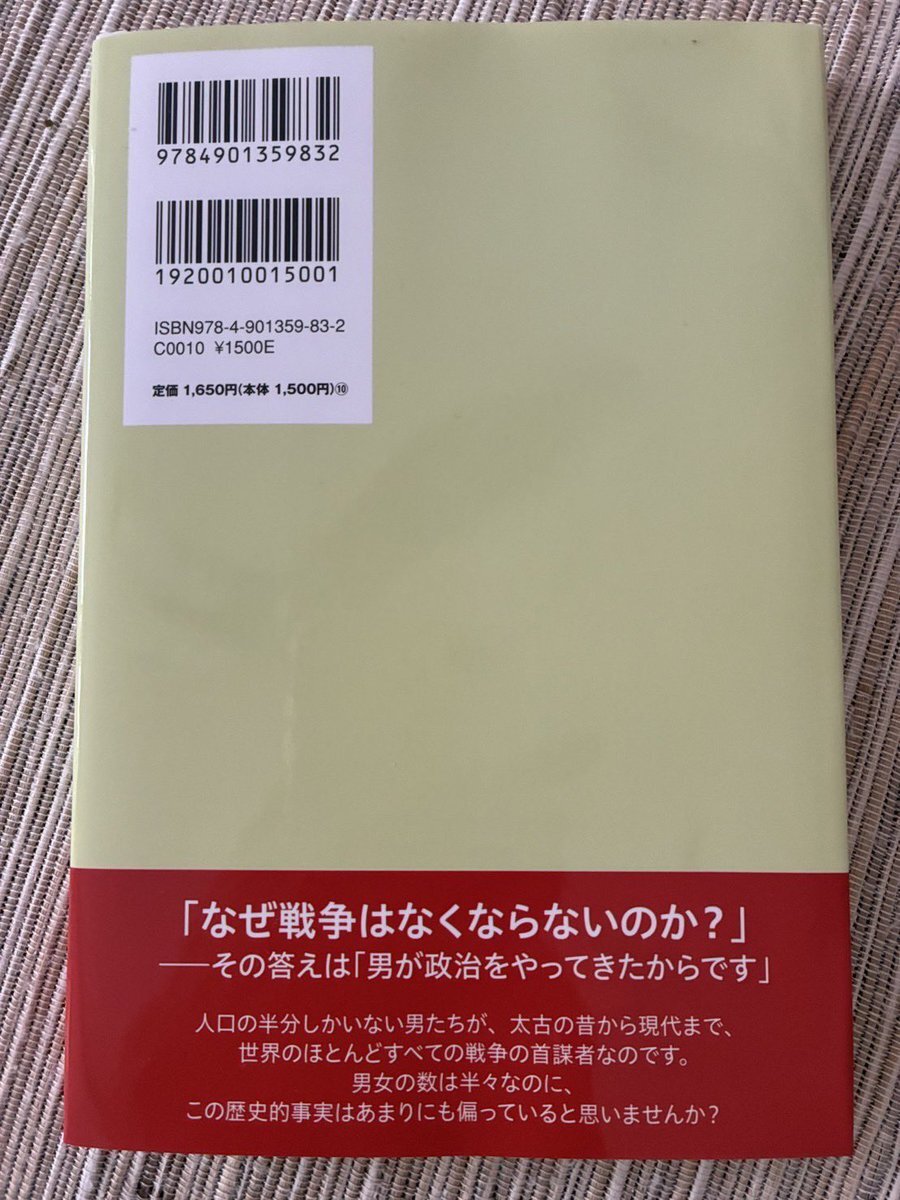 9784901359832
1920010015001
ISBN978-4-901359-83-2
C0010 ¥1500E
定価 1,650円(本体 1,500円)⑩
「なぜ戦争はなくならないのか？」
──その答えは「男が政治をやってきたからです」
人口の半分しかいない男たちが、太古の昔から現代まで、
世界のほとんどすべての戦争の首謀者なのです。
男女の数は半々なのに、
この歴史的事実はあまりにも偏っていると思いませんか？